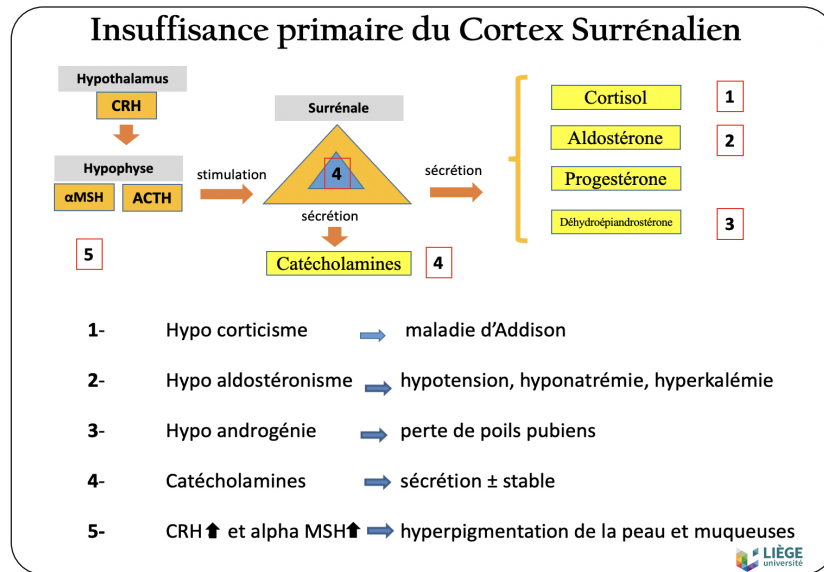 Insuffisance primaire du Cortex Surrénalien
Hypothalamus
CRH
Hypophyse
αMSH
ACTH
5
stimulation
Surrénale
4
sécrétion
Catécholamines
4
sécrétion
Cortisol
1
Aldostérone
2
Progestérone
Déhydroépiandrostérone
3
1- Hypo corticisme maladie d'Addison
2- Hypo aldostéronisme hypotension, hyponatrémie, hyperkalémie
3- Hypo androgénie perte de poils pubiens
4- Catécholamines sécrétion ± stable
5- CRH⬆ et alpha MSH⬆ hyperpigmentation de la peau et muqueuses
LIÈGE
université